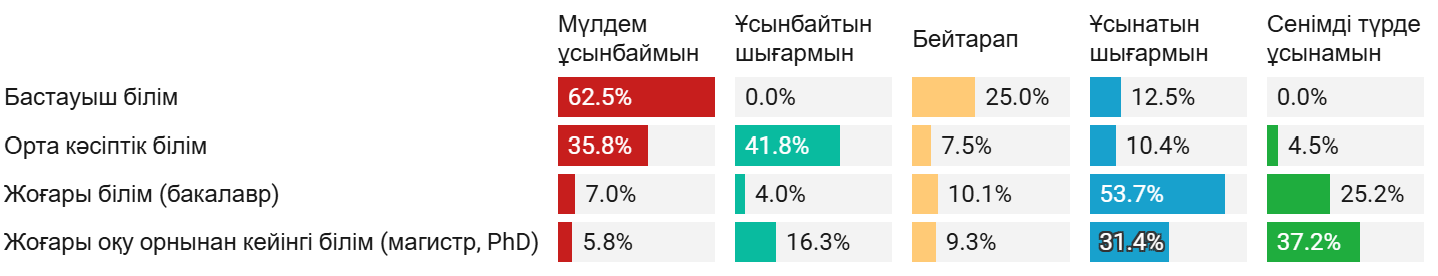 Мүлдем ұсынбаймын
Ұсынбайтын шығармын
Бейтарап
Ұсынатын шығармын
Сенімді түрде ұсынамын
Бастауыш білім 62.5% 0.0% 25.0% 12.5% 0.0%
Орта кәсіптік білім 35.8% 41.8% 7.5% 10.4% 4.5%
Жоғары білім (бакалавр) 7.0% 4.0% 10.1% 53.7% 25.2%
Жоғары оқу орнынан кейінгі білім (магистр, PhD) 5.8% 16.3% 9.3% 31.4% 37.2%